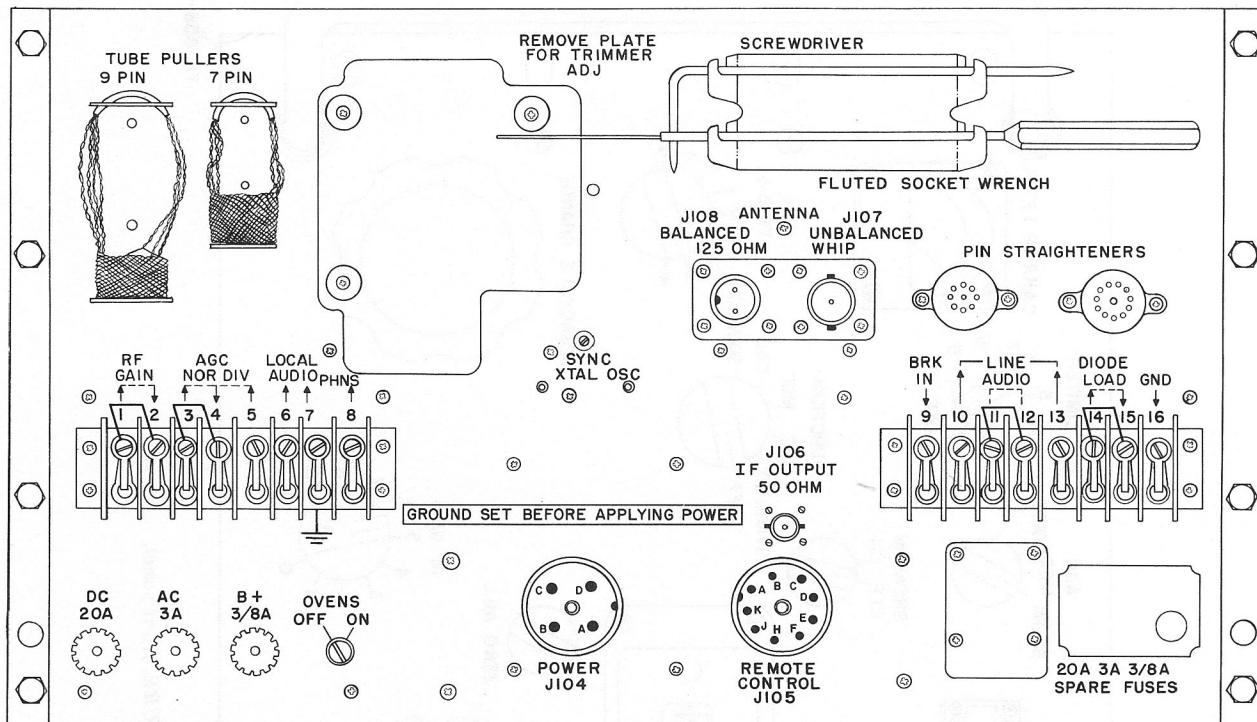 TUBE PULLERS
9 PIN 7 PIN
REMOVE PLATE
FOR TRIMMER
ADJ
SCREWDRIVER
FLUTED SOCKET WRENCH
J108 ANTENNA J107
BALANCED UNBALANCED
125 OHM WHIP
PIN STRAIGHTENERS
SYNC
XTAL OSC
RF
GAIN
AGC
NOR DIV
LOCAL
AUDIO
PHNS
1 2 3 4 5 6 7 8
BRK
IN
LINE
AUDIO
DIODE
LOAD
GND
9 10 11 12 13 14 15 16
J106
IF OUTPUT
50 OHM
GROUND SET BEFORE APPLYING POWER
DC
20A
AC
3A
B+
3/8A
OVENS
OFF ON
C D
B A
POWER
J104
A B C D E F H J K
REMOTE
CONTROL
J105
20A 3A 3/8A
SPARE FUSES